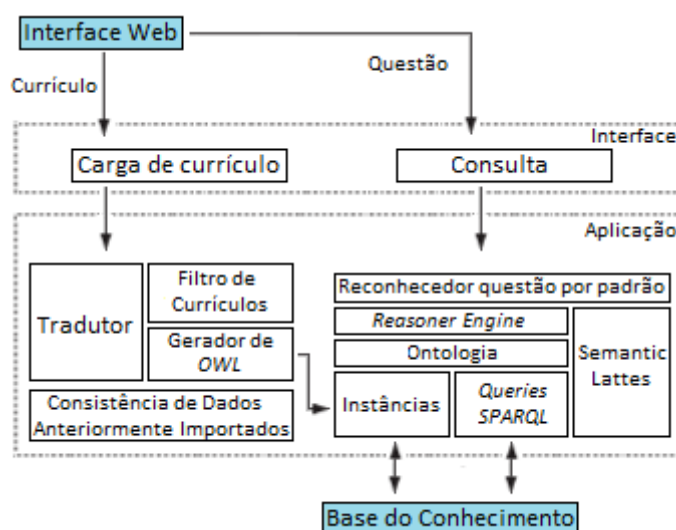 Interface Web
Questão
Currículo
Interface
Carga de currículo
Consulta
Aplicação
Tradutor
Filtro de
Currículos
Gerador de
OWL
Consistência de Dados
Anteriormente Importados
Reconhecedor questão por padrão
Reasoner Engine
Ontologia
Instâncias
Queries
SPARQL
Semantic
Lattes
Base do Conhecimento